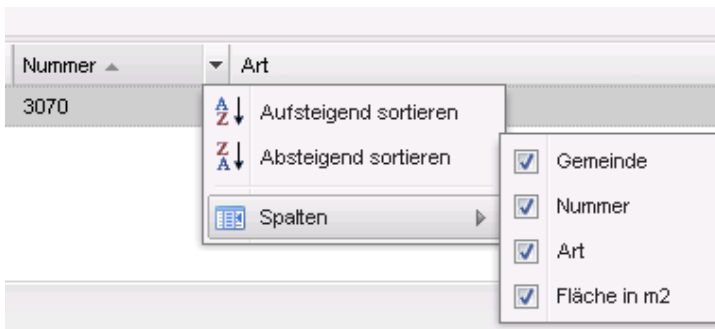 Nummer Art
3070
Aufsteigend sortieren
Absteigend sortieren
Spalten
Gemeinde
Nummer
Art
Fläche in m2